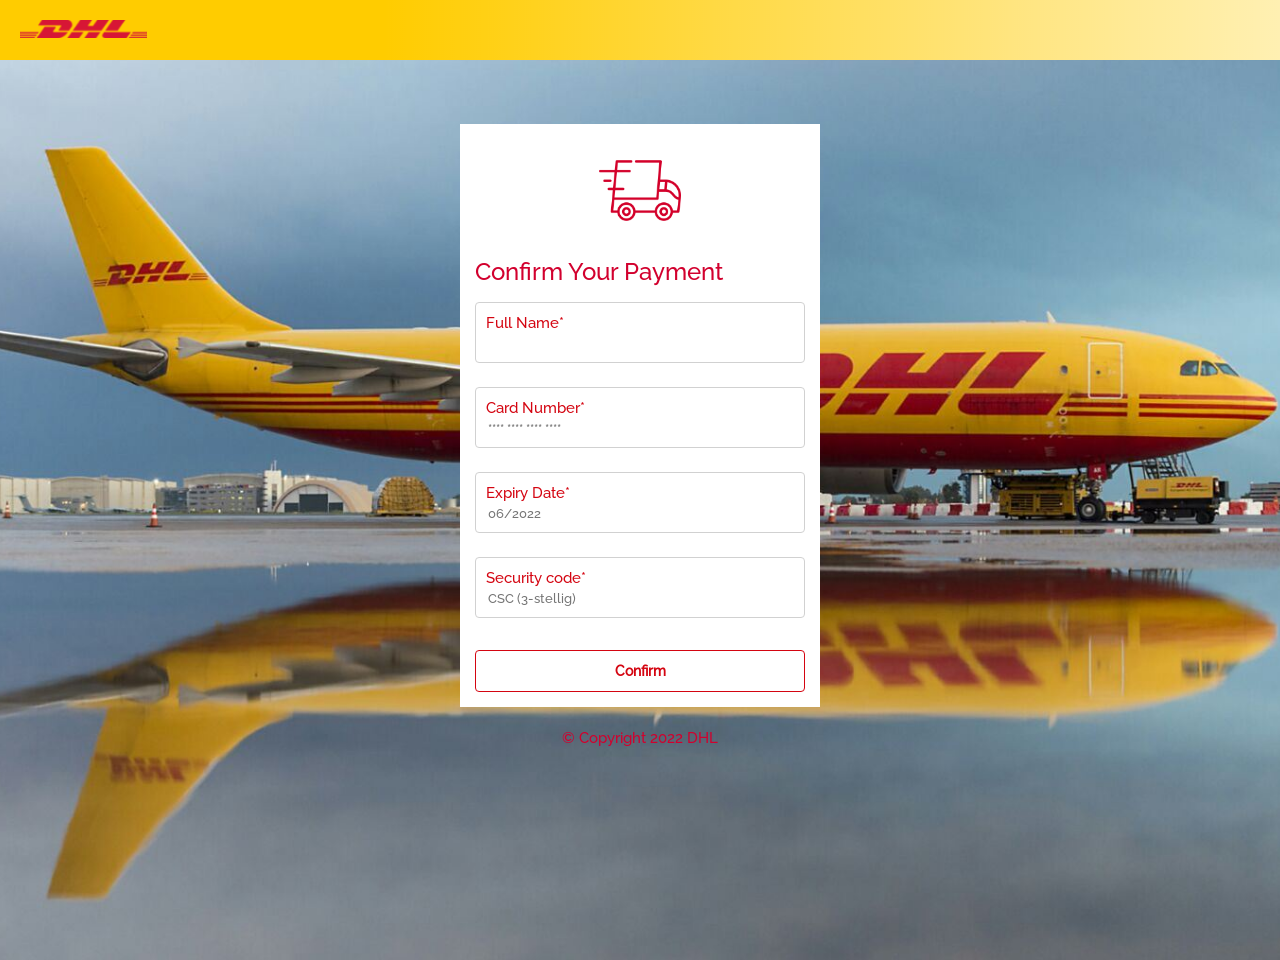 DHL
DHL
Confirm Your Payment
Full Name*
Card Number*
**** **** **** ****
Expiry Date*
06/2022
Security code*
CSC (3-stellig)
Confirm
DHL
DHL
© Copyright 2022 DHL